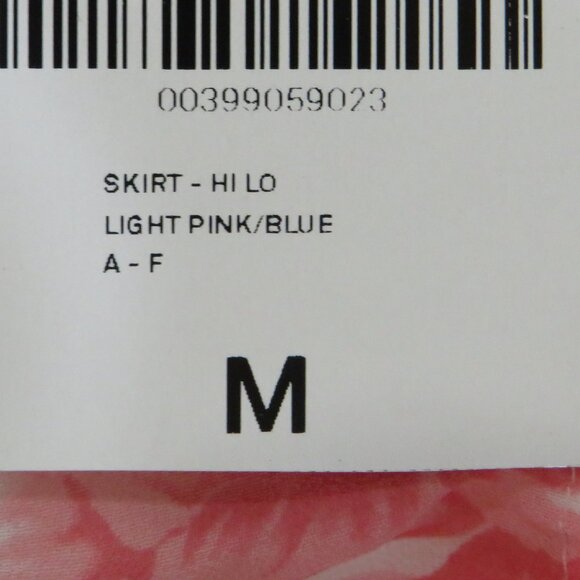 00399059023
SKIRT - HI LO
LIGHT PINK/BLUE
A - F
M